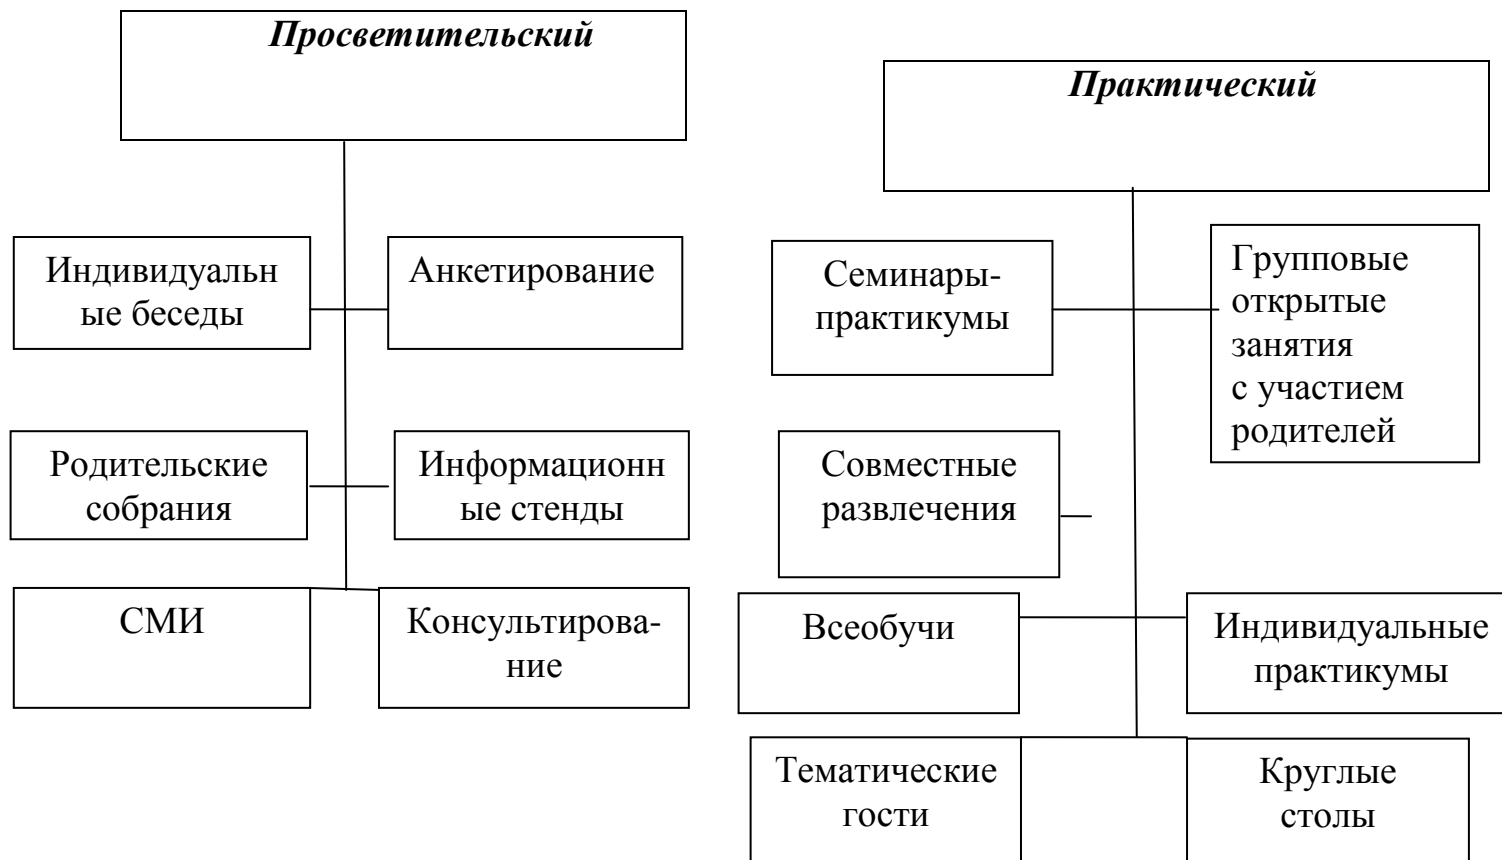 Просветительский
Индивидуальн
ые беседы
Анкетирование
Родительские
собрания
Информационн
ые стенды
СМИ
Консультирова-
ние
Практический
Семинары-
практикумы
Групповые
открытые
занятия
с участием
родителей
Совместные
развлечения
Всеобучи
Индивидуальные
практикумы
Тематические
гости
Круглые
столы